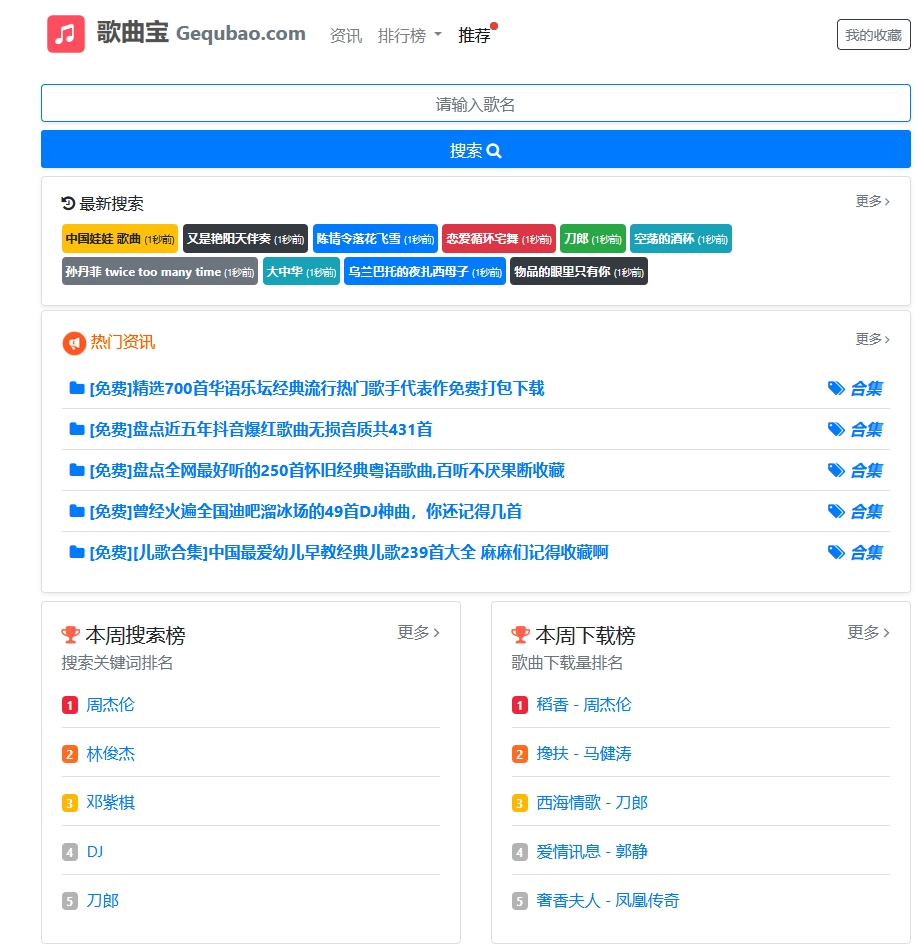 歌曲宝 Gequbao.com 资讯 排行榜 推荐 我的收藏
请输入歌名
搜索
最新搜索 更多
中国娃娃 歌曲 (1秒前) 又是艳阳天伴奏 (1秒前) 陈情令落花飞雪 (1秒前) 恋爱循环宅舞 (1秒前) 刀郎 (1秒前) 空荡的酒杯 (1秒前)
孙丹菲 twice too many time (1秒前) 大中华 (1秒前) 乌兰巴托的夜扎西母子 (1秒前) 物品的眼里只有你 (1秒前)
热门资讯 更多
[免费]精选700首华语乐坛经典流行热门歌手代表作免费打包下载 合集
[免费]盘点近五年抖音爆红歌曲无损音质共431首 合集
[免费]盘点全网最好听的250首怀旧经典粤语歌曲,百听不厌果断收藏 合集
[免费]曾经火遍全国迪吧溜冰场的49首DJ神曲，你还记得几首 合集
[免费][儿歌合集]中国最爱幼儿早教经典儿歌239首大全 麻麻们记得收藏啊 合集
本周搜索榜 更多
搜索关键词排名
1 周杰伦
2 林俊杰
3 邓紫棋
4 DJ
5 刀郎
本周下载榜 更多
歌曲下载量排名
1 稻香 - 周杰伦
2 搀扶 - 马健涛
3 西海情歌 - 刀郎
4 爱情讯息 - 郭静
5 奢香夫人 - 凤凰传奇